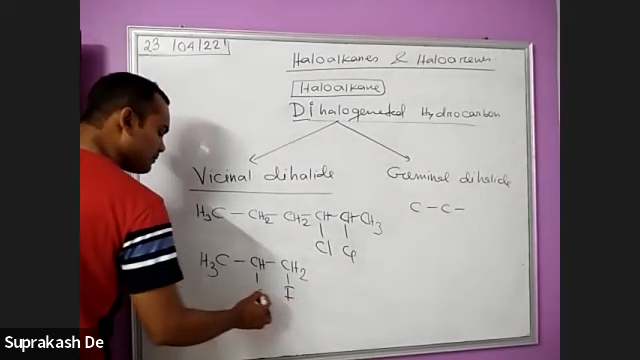 23/04/221
Haloalkanes & Haloarenes
Haloalkane
Dihalogenated Hydrocarbon
Vicinal dihalide
Geminal dihalide
H3C — CH2 CH2 — CH — CH CH3
C — C —
Cl Cl
H3C — CH — CH2
I
Suprakash De